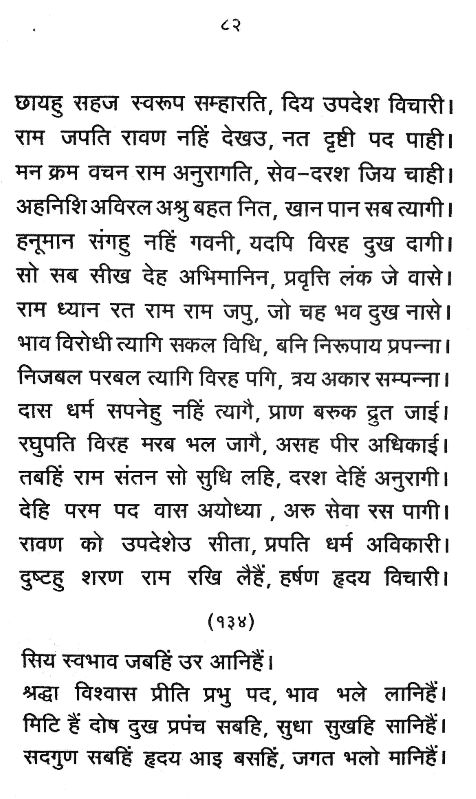 ८२
छायहु सहज स्वरूप सम्हारति, दिय उपदेश विचारी।
राम जपति रावण नहिं देखउ, नत दृष्टी पद पाही।
मन क्रम वचन राम अनुरागति, सेव-दरश जिय चाही।
अहनिशि अविरल अश्रु बहत नित, खान पान सब त्यागी।
हनूमान संगहु नहिं गवनी, यदपि विरह दुख दागी।
सो सब सीख देह अभिमानिन, प्रवृत्ति लंक जे वासे।
राम ध्यान रत राम राम जपु, जो चह भव दुख नासे।
भाव विरोधी त्यागि सकल विधि, बनि निरूपाय प्रपन्ना।
निजबल परबल त्यागि विरह पगि, त्रय अकार सम्पन्ना।
दास धर्म सपनेहु नहिं त्यागै, प्राण बरुक द्रुत जाई।
रघुपति विरह मरब भल जागै, असह पीर अधिकाई।
तबहिं राम संतन सो सुधि लहि, दरश देहिं अनुरागी।
देहि परम पद वास अयोध्या , अरु सेवा रस पागी।
रावण को उपदेशेउ सीता, प्रपति धर्म अविकारी।
दुष्टहु शरण राम रखि लैहैं, हर्षण हृदय विचारी।
(१३४)
सिय स्वभाव जबहिं उर आनिहैं।
श्रद्धा विश्वास प्रीति प्रभु पद, भाव भले लानिहैं।
मिटि हैं दोष दुख प्रपंच सबहि, सुधा सुखहि सानिहैं।
सदगुण सबहिं हृदय आइ बसहिं, जगत भलो मानिहैं।